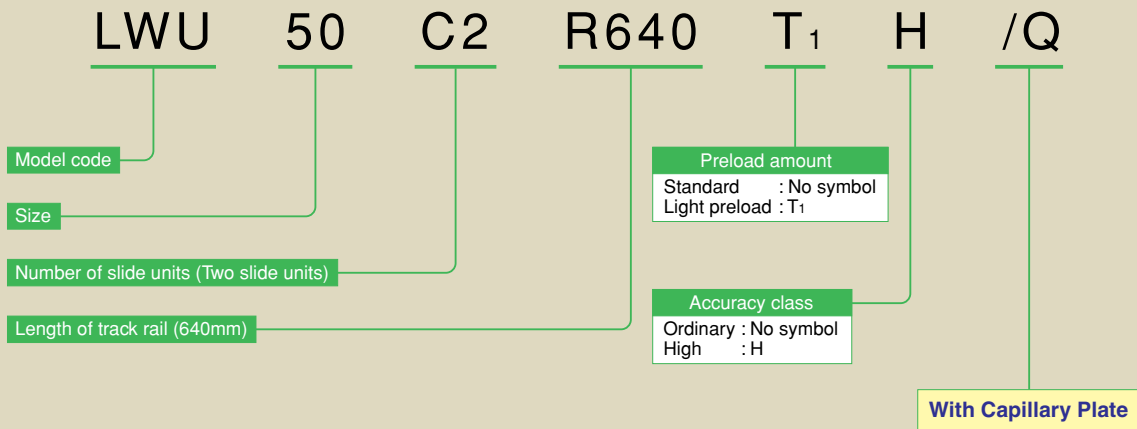 LWU 50 C2 R640 T1 H /Q
Model code
Size
Number of slide units (Two slide units)
Length of track rail (640mm)
Preload amount
Standard : No symbol
Light preload : T1
Accuracy class
Ordinary : No symbol
High : H
With Capillary Plate